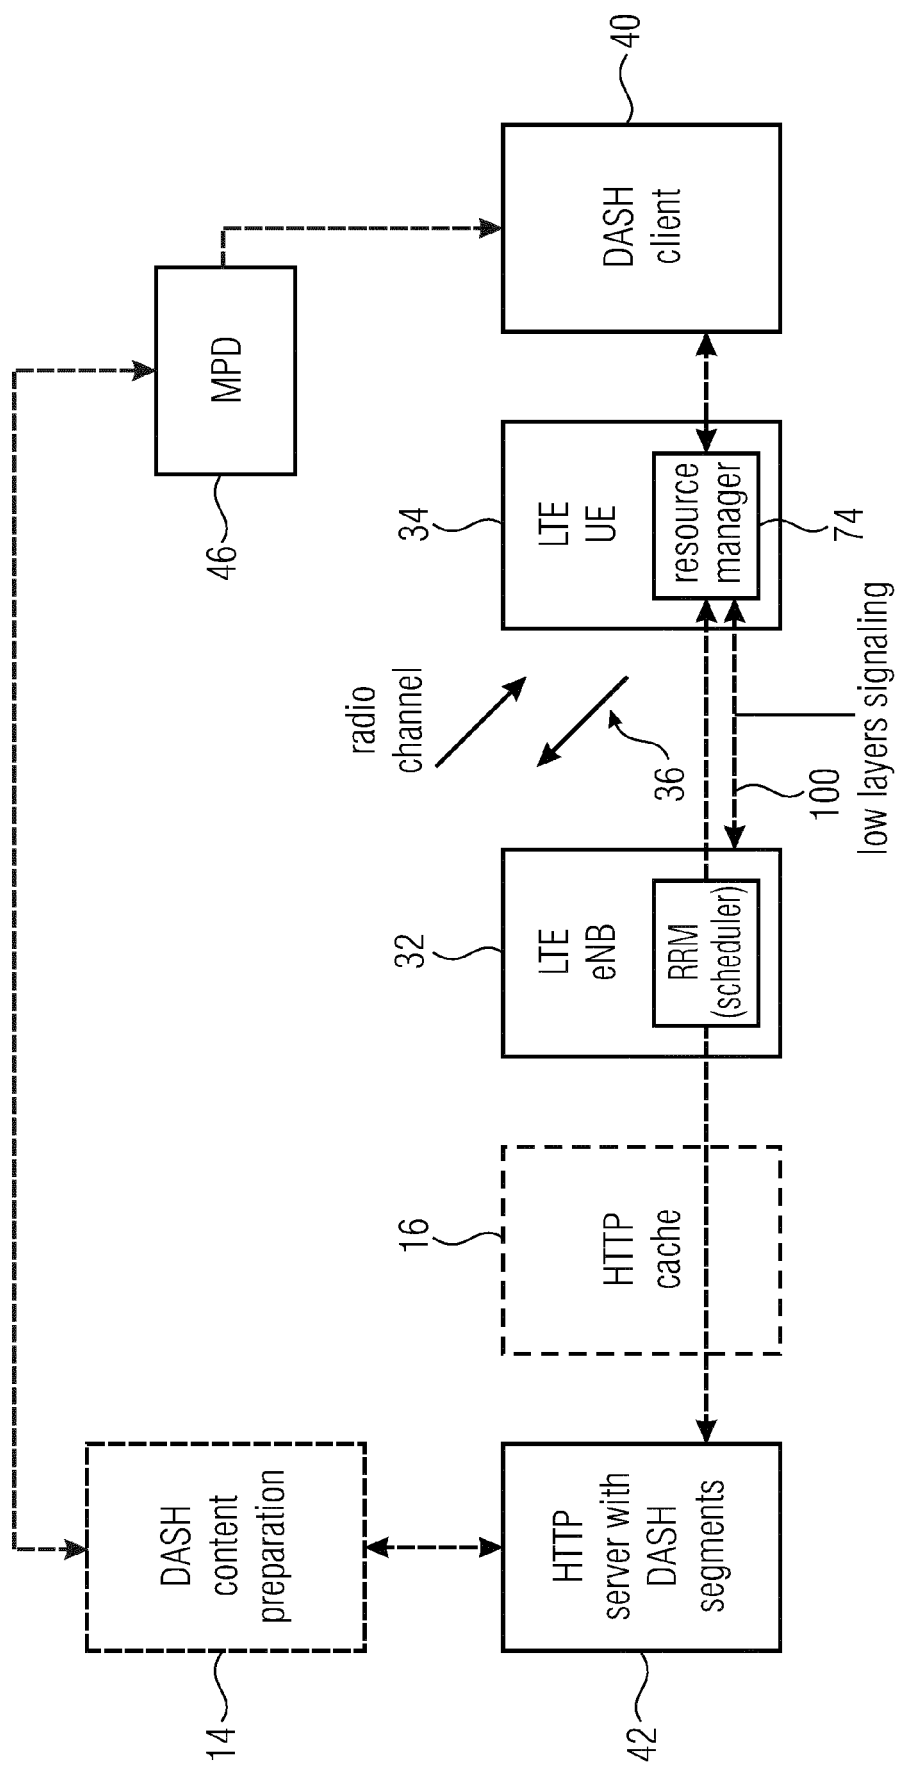 14
DASH
content
preparation
46
MPD
42
HTTP
server with
DASH
segments
16
HTTP
cache
32
LTE
eNB
RRM
(scheduler)
radio
channel
36
100
low layers signaling
34
LTE
UE
resource
manager
74
DASH
client
40